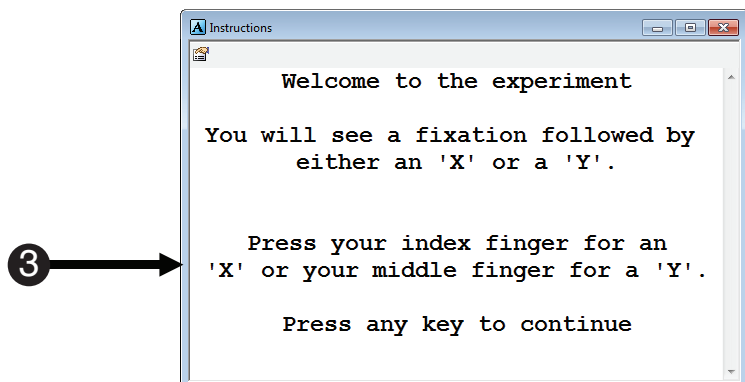 A Instructions
Welcome to the experiment
You will see a fixation followed by
either an 'X' or a 'Y'.
3
Press your index finger for an
'X' or your middle finger for a 'Y'.
Press any key to continue